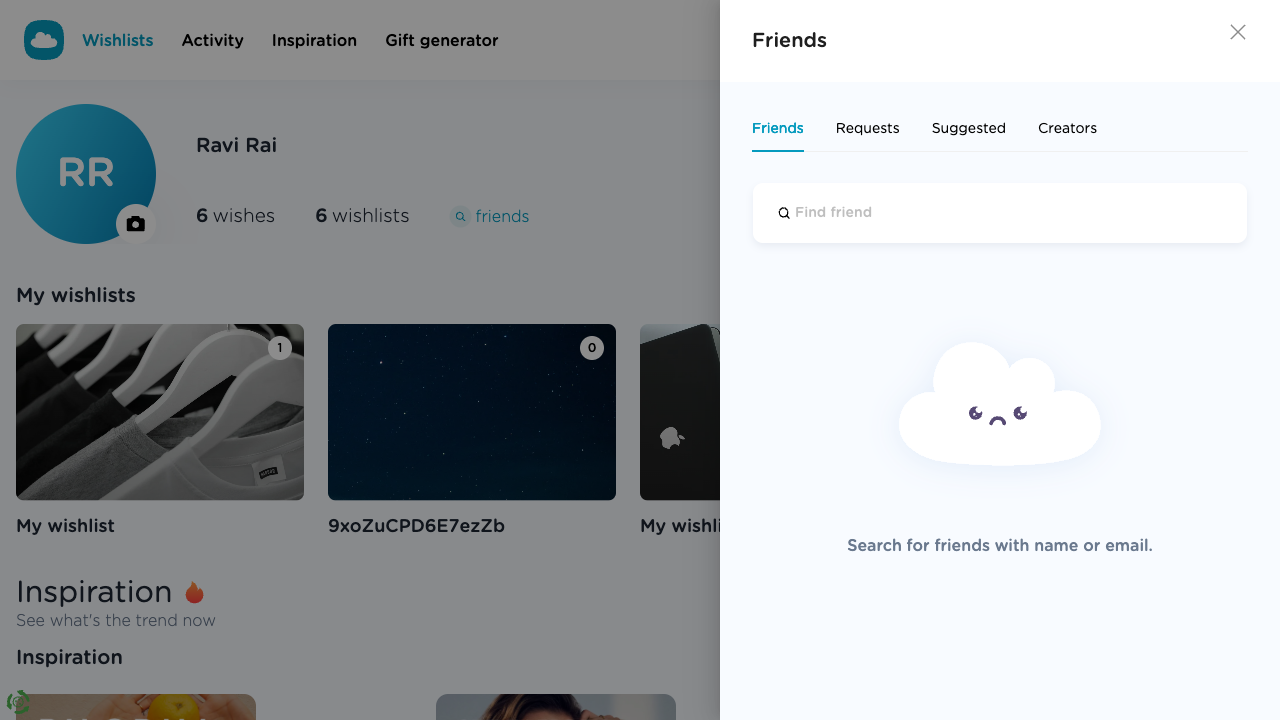 Wishlists Activity Inspiration Gift generator
RR
Ravi Rai
6 wishes 6 wishlists friends
My wishlists
1
0
My wishlist
9xoZuCPD6E7ezZb
My wishli
Inspiration
See what's the trend now
Inspiration
Friends
Friends Requests Suggested Creators
Find friend
Search for friends with name or email.